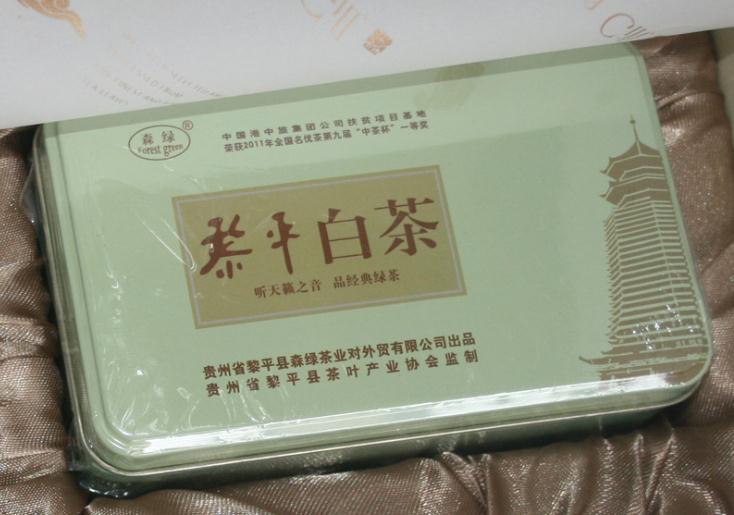 森绿®
Forest green
中国港中旅集团公司扶贫项目基地
荣获2011年全国名优茶第九届"中茶杯"一等奖
黎平白茶
听天籁之音 品经典绿茶
贵州省黎平县森绿茶业对外贸有限公司出品
贵州省黎平县茶叶产业协会监制